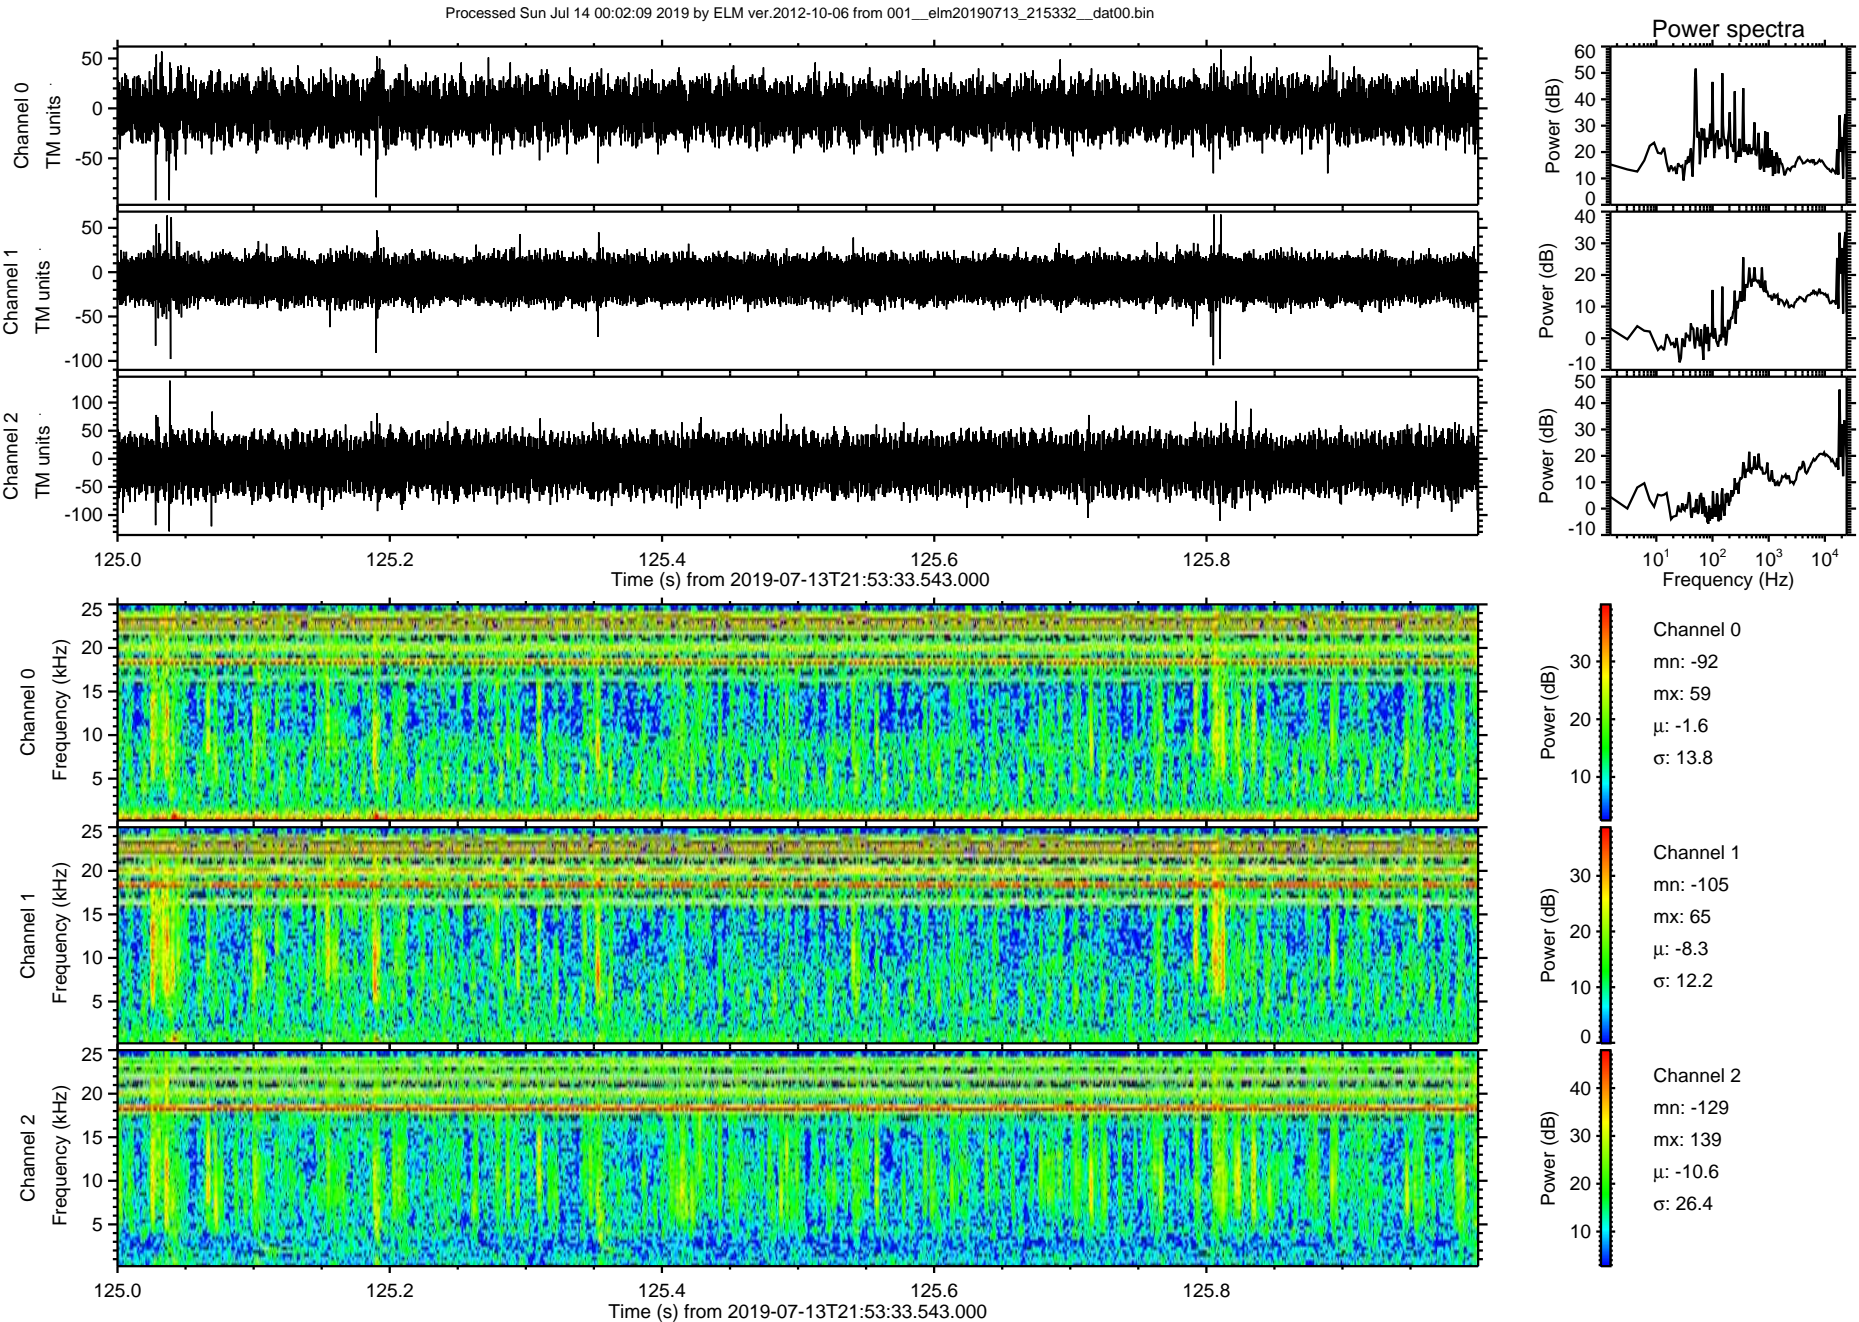 Processed Sun Jul 14 00:02:09 2019 by ELM ver.2012-10-06 from 001__elm20190713_215332__dat00.bin
Power spectra
Channel 0
TM units
50
0
-50
Power (dB)
60
50
40
30
20
10
0
Channel 1
TM units
50
0
-50
-100
Power (dB)
40
30
20
10
0
-10
Channel 2
TM units
100
50
0
-50
-100
Power (dB)
50
40
30
20
10
0
-10
125.0 125.2 125.4 125.6 125.8
Time (s) from 2019-07-13T21:53:33.543.000
10^1 10^2 10^3 10^4
Frequency (Hz)
Channel 0
Frequency (kHz)
25
20
15
10
5
Power (dB)
30
20
10
Channel 0
mn: -92
mx: 59
μ: -1.6
σ: 13.8
Channel 1
Frequency (kHz)
25
20
15
10
5
Power (dB)
30
20
10
0
Channel 1
mn: -105
mx: 65
μ: -8.3
σ: 12.2
Channel 2
Frequency (kHz)
25
20
15
10
5
Power (dB)
40
30
20
10
Channel 2
mn: -129
mx: 139
μ: -10.6
σ: 26.4
125.0 125.2 125.4 125.6 125.8
Time (s) from 2019-07-13T21:53:33.543.000